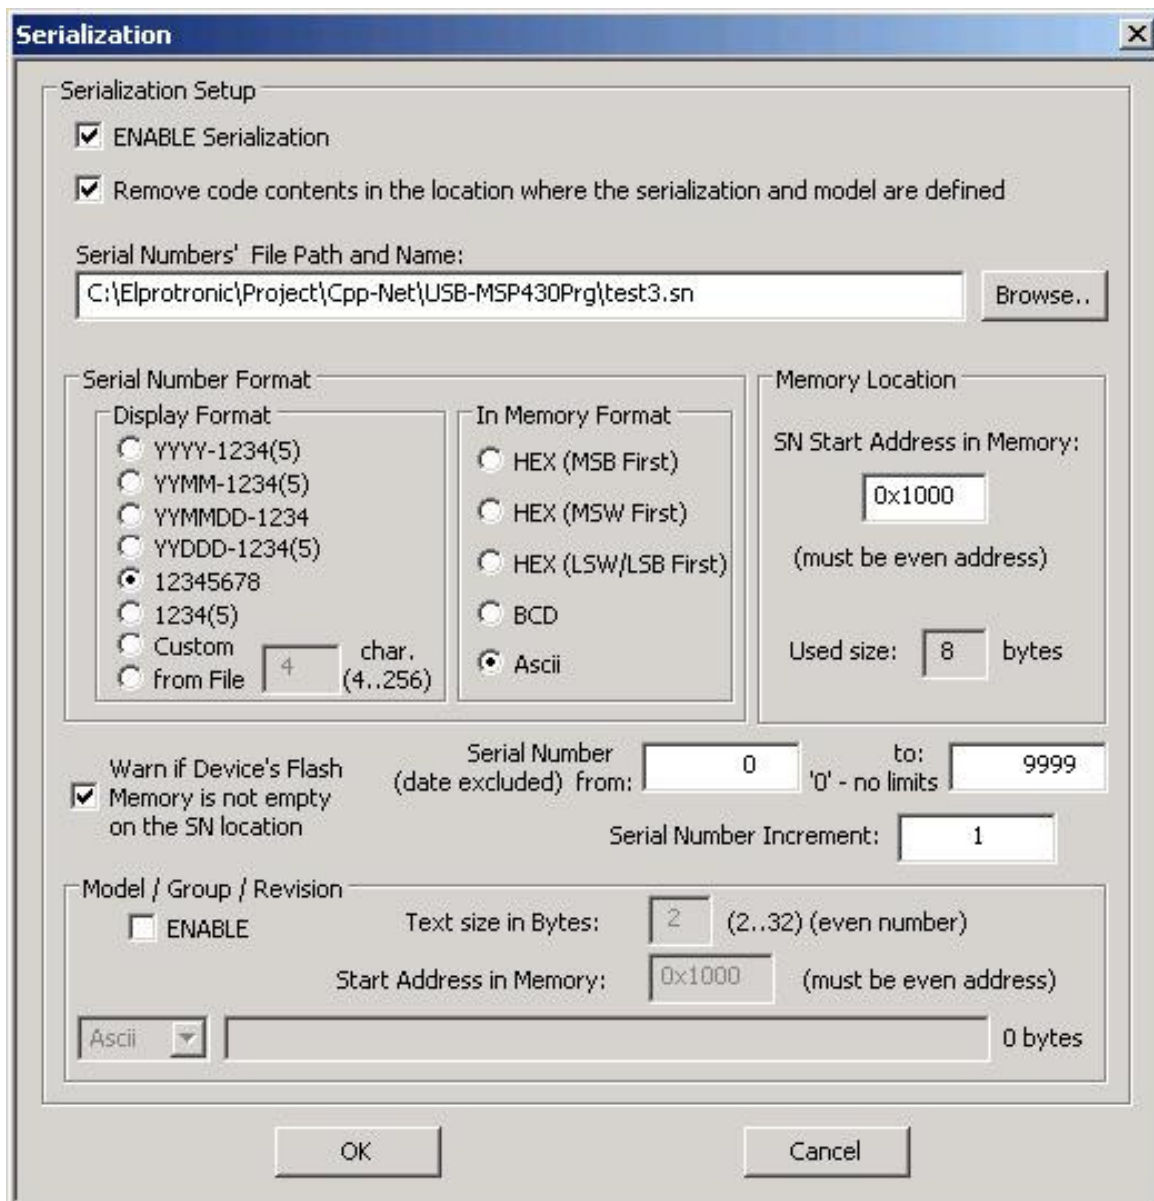 Serialization
Serialization Setup
ENABLE Serialization
Remove code contents in the location where the serialization and model are defined
Serial Numbers'  File Path and Name:
C:\Elprotronic\Project\Cpp-Net\USB-MSP430Prg\test3.sn
Browse..
Serial Number Format
Display Format
YYYY-1234(5)
YYMM-1234(5)
YYMMDD-1234
YYDDD-1234(5)
12345678
1234(5)
Custom
from File
4
char.
(4..256)
In Memory Format
HEX (MSB First)
HEX (MSW First)
HEX (LSW/LSB First)
BCD
Ascii
Memory Location
SN Start Address in Memory:
0x1000
(must be even address)
Used size: 8 bytes
Warn if Device's Flash
Memory is not empty
on the SN location
Serial Number
(date excluded) from:
0
to:
'0' - no limits
9999
Serial Number Increment: 1
Model / Group / Revision
ENABLE
Text size in Bytes: 2 (2..32) (even number)
Start Address in Memory: 0x1000 (must be even address)
Ascii
0 bytes
OK
Cancel